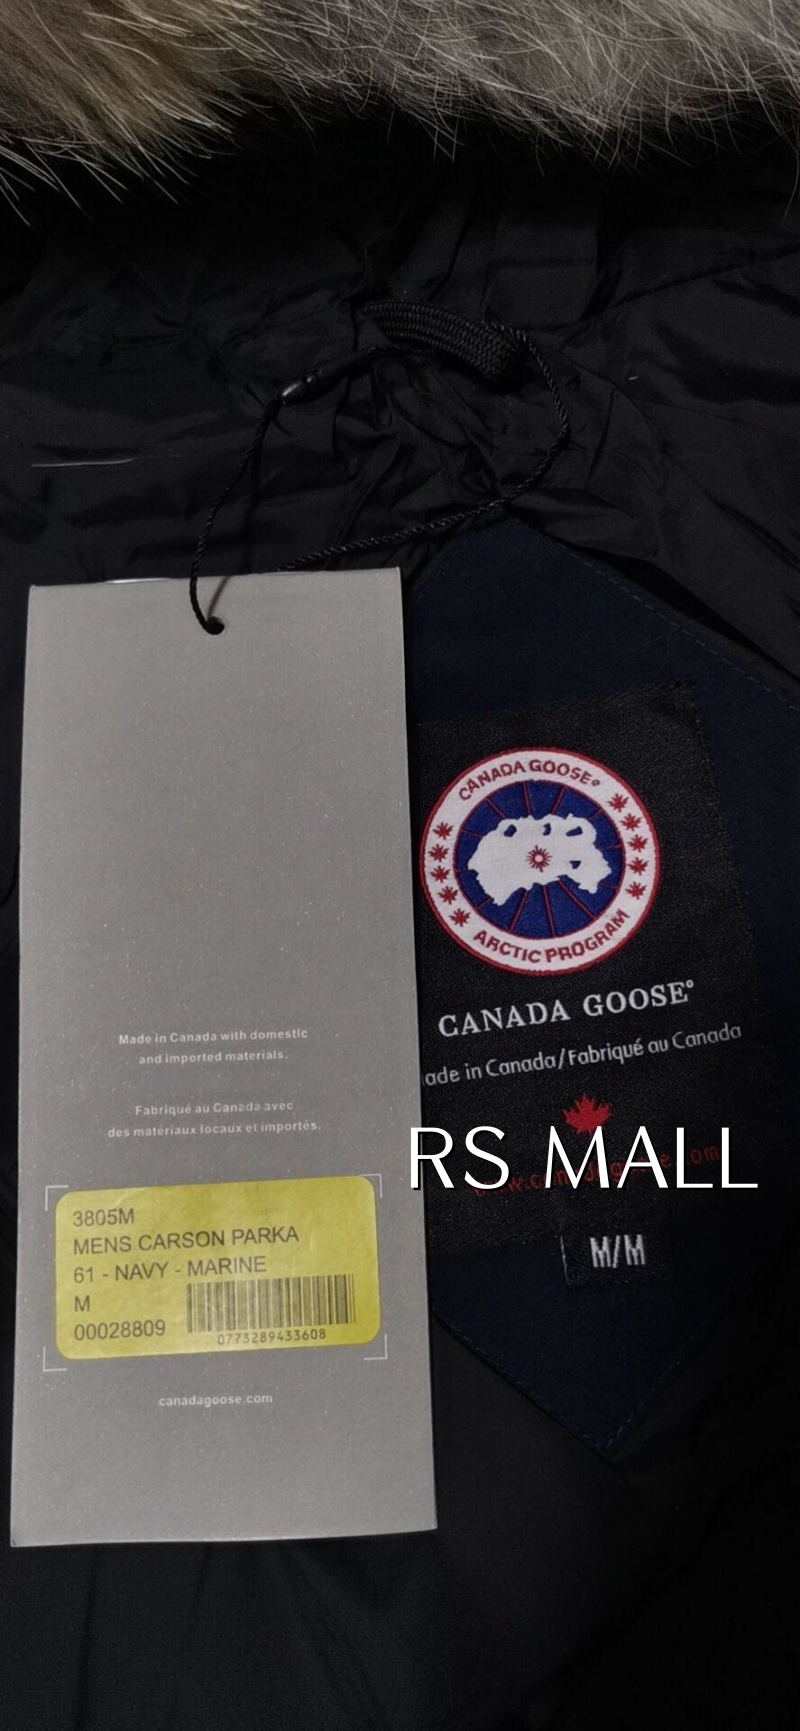 Made in Canada with domestic
and imported materials.
Fabriqué au Canada avec
des matériaux locaux et importés.
3805M
MENS CARSON PARKA
61 - NAVY - MARINE
M
00028809
0773289433608
canadagoose.com
CANADA GOOSE®
ARCTIC PROGRAM
CANADA GOOSE®
ade in Canada/Fabriqué au Canada
RS MALL
M/M